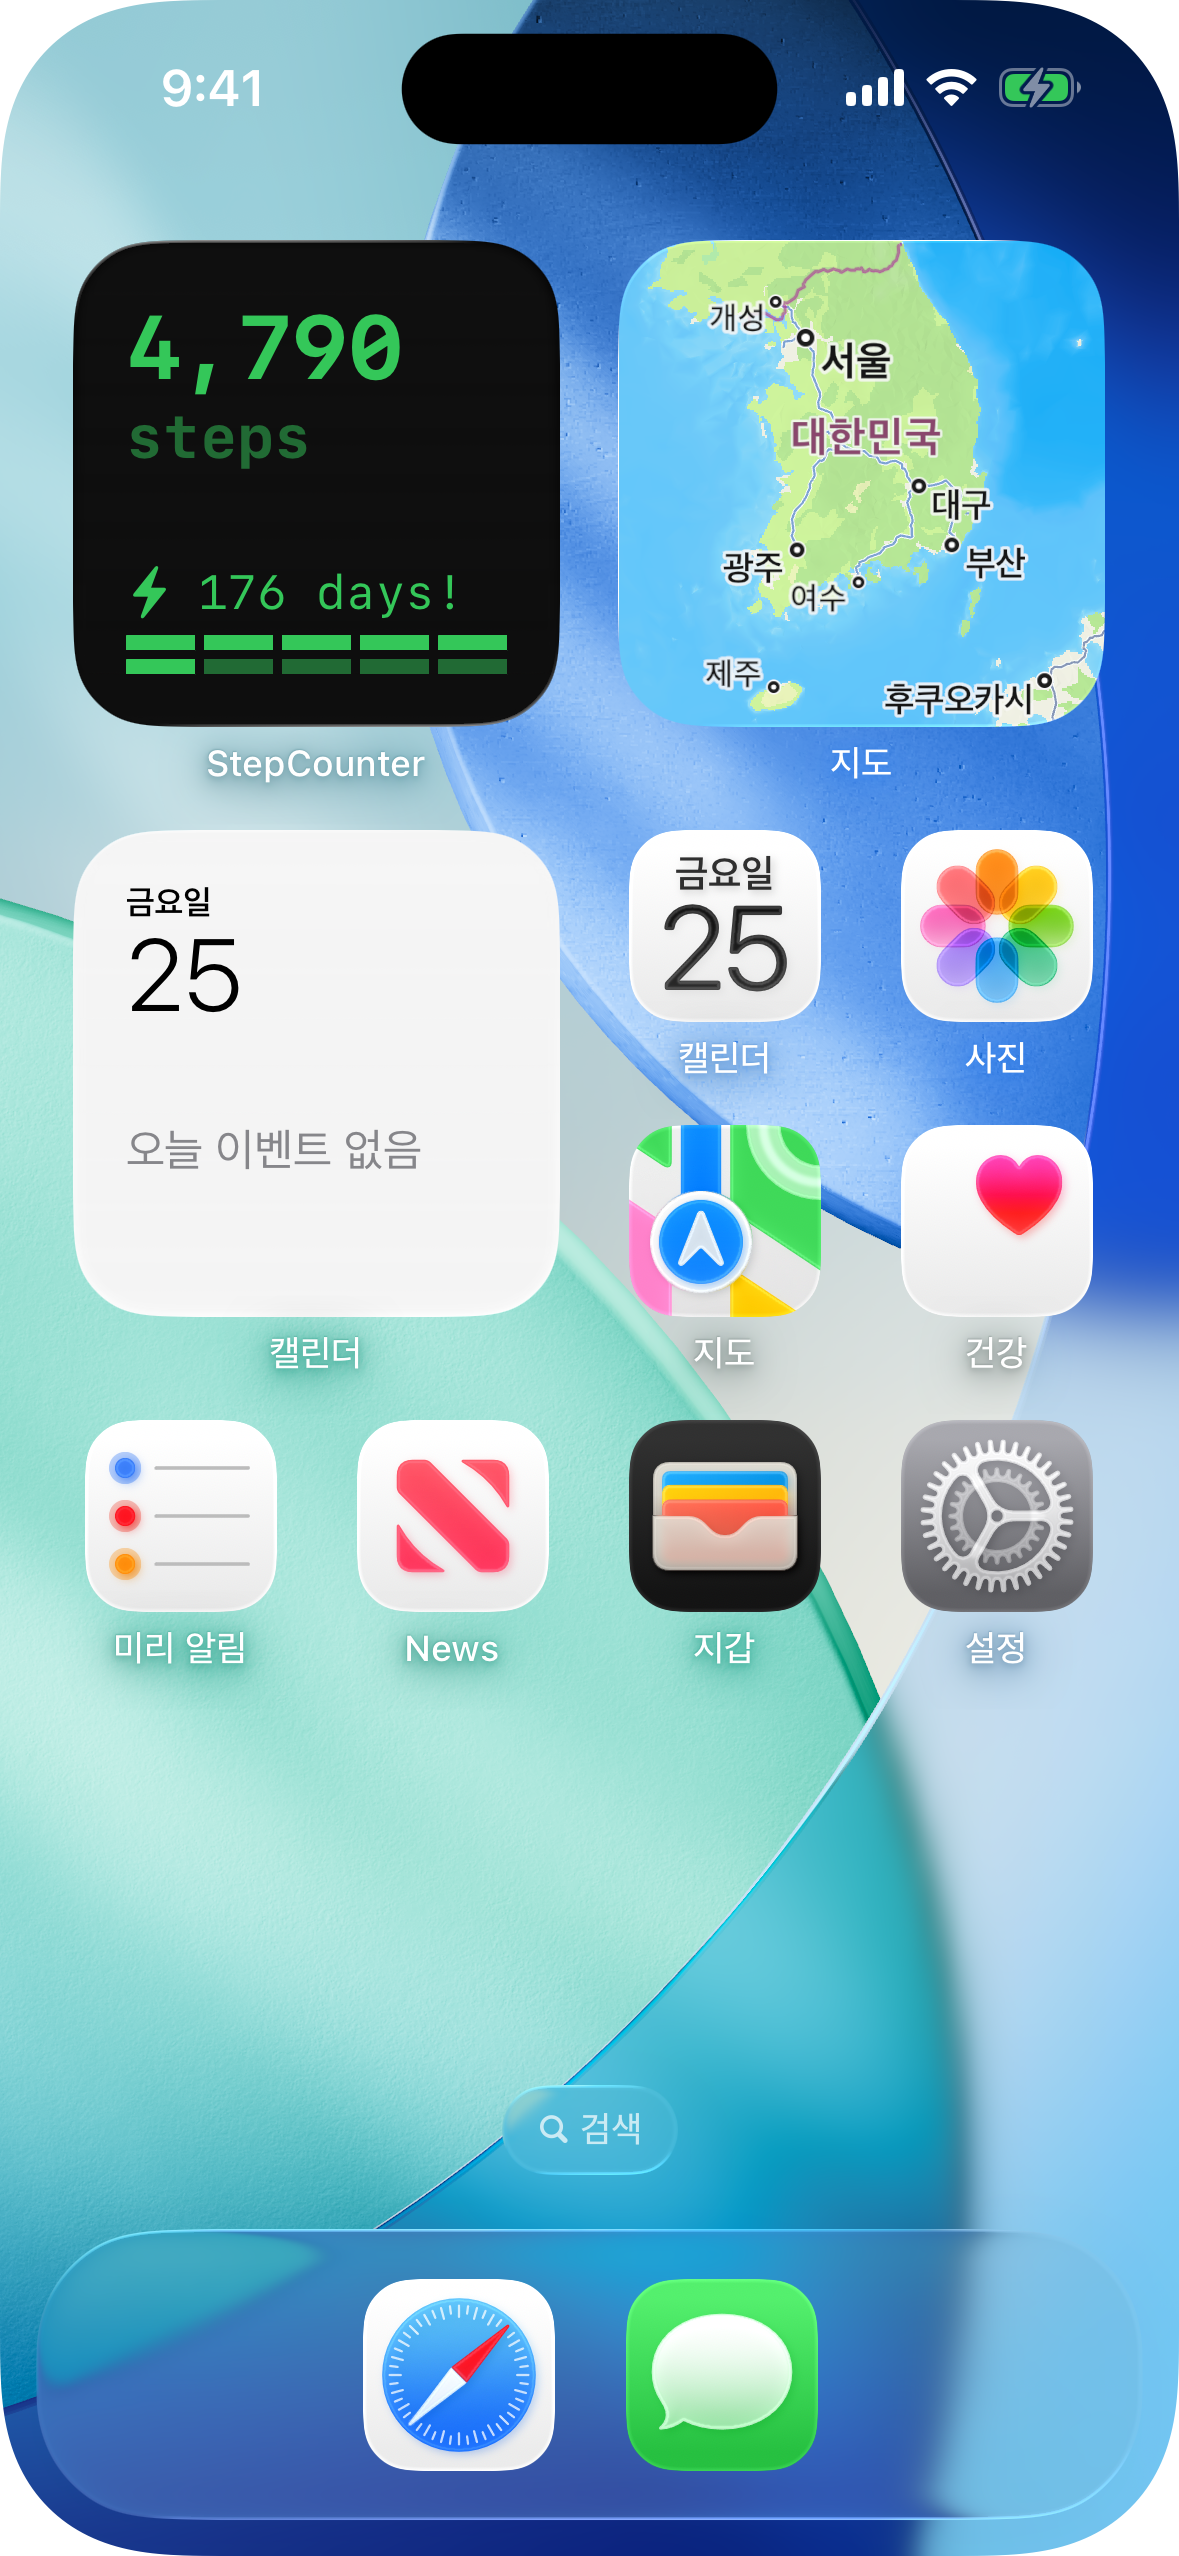 9:41
4,790
steps
176 days!
StepCounter
개성
서울
대한민국
대구
광주
부산
여수
제주
후쿠오카시
지도
금요일
25
오늘 이벤트 없음
캘린더
금요일
25
캘린더
사진
지도
건강
미리 알림
News
지갑
설정
검색